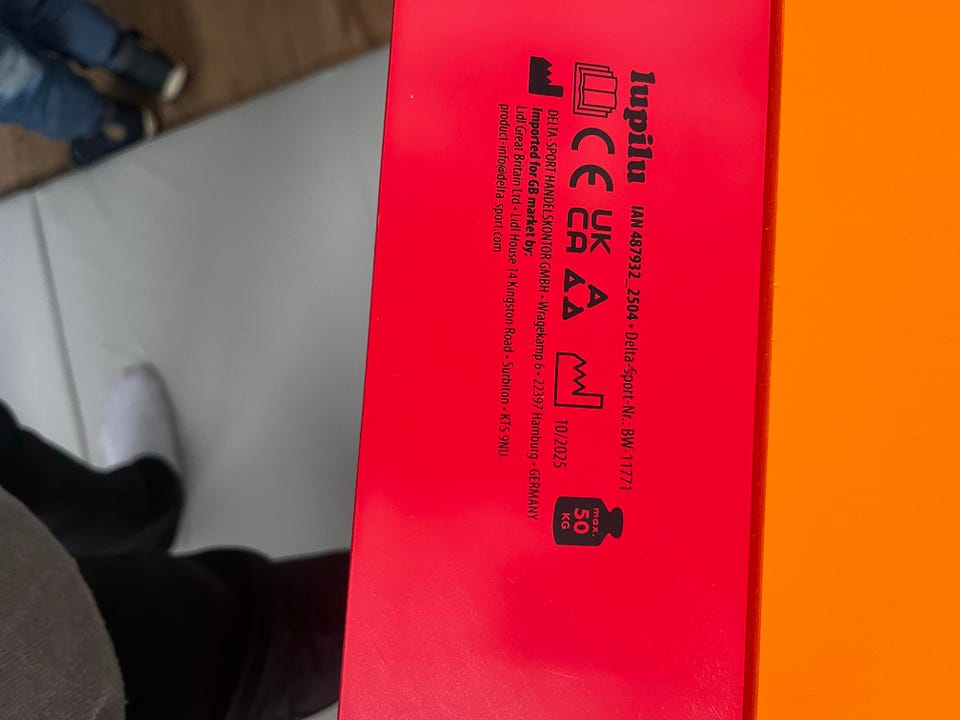 lupilu IAN 487932_2504 • Delta-Sport-Nr.: BW-11771
CE UK CA 10/2025 max. 50 KG
DELTA-SPORT HANDELSKONTOR GMBH • Wragekamp 6 • 22397 Hamburg • GERMANY
Imported for GB market by:
Lidl Great Britain Ltd • Lidl House 14 Kingston Road • Surbiton • KT5 9NU
product-info@delta-sport.com